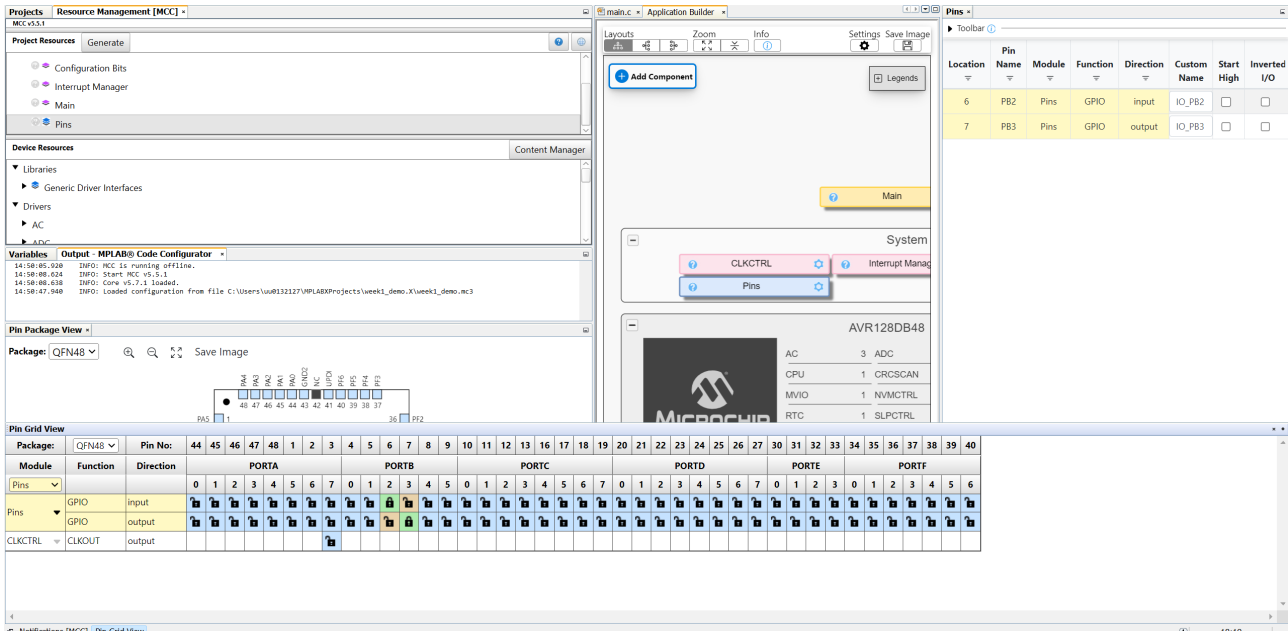 Projects Resource Management [MCC] ×
MCC v5.5.1
Project Resources Generate
Configuration Bits
Interrupt Manager
Main
Pins
Device Resources Content Manager
Libraries
Generic Driver Interfaces
Drivers
AC
ADC
Variables Output - MPLAB® Code Configurator ×
14:50:05.920 INFO: MCC is running offline.
14:50:08.624 INFO: Start MCC v5.5.1
14:50:08.638 INFO: Core v5.7.1 loaded.
14:50:47.940 INFO: Loaded configuration from file C:\Users\uu0132127\MPLABXProjects\week1_demo.X\week1_demo.mc3
Pin Package View ×
Package: QFN48 Save Image
PA4 PA3 PA2 PA1 PA0 GND2 NC UPDI PF6 PF5 PF4 PF3
48 47 46 45 44 43 42 41 40 39 38 37
PA5 1 36 PF2
main.c × Application Builder ×
Layouts Zoom Info Settings Save Image
Add Component
Legends
Main
System
CLKCTRL Interrupt Manag
Pins
AVR128DB48
MICROCHIP
AC 3 ADC
CPU 1 CRCSCAN
MVIO 1 NVMCTRL
RTC 1 SLPCTRL
Pins ×
Toolbar
Location Pin Name Module Function Direction Custom Name Start High Inverted I/O
6 PB2 Pins GPIO input IO_PB2
7 PB3 Pins GPIO output IO_PB3
Pin Grid View
Package: QFN48 Pin No: 44 45 46 47 48 1 2 3 4 5 6 7 8 9 10 11 12 13 16 17 18 19 20 21 22 23 24 25 26 27 30 31 32 33 34 35 36 37 38 39 40
Module Function Direction PORTA PORTB PORTC PORTD PORTE PORTF
Pins 0 1 2 3 4 5 6 7 0 1 2 3 4 5 0 1 2 3 4 5 6 7 0 1 2 3 4 5 6 7 0 1 2 3 0 1 2 3 4 5 6
Pins GPIO input
GPIO output
CLKCTRL CLKOUT output
Notifications [MCC] Pin Grid View